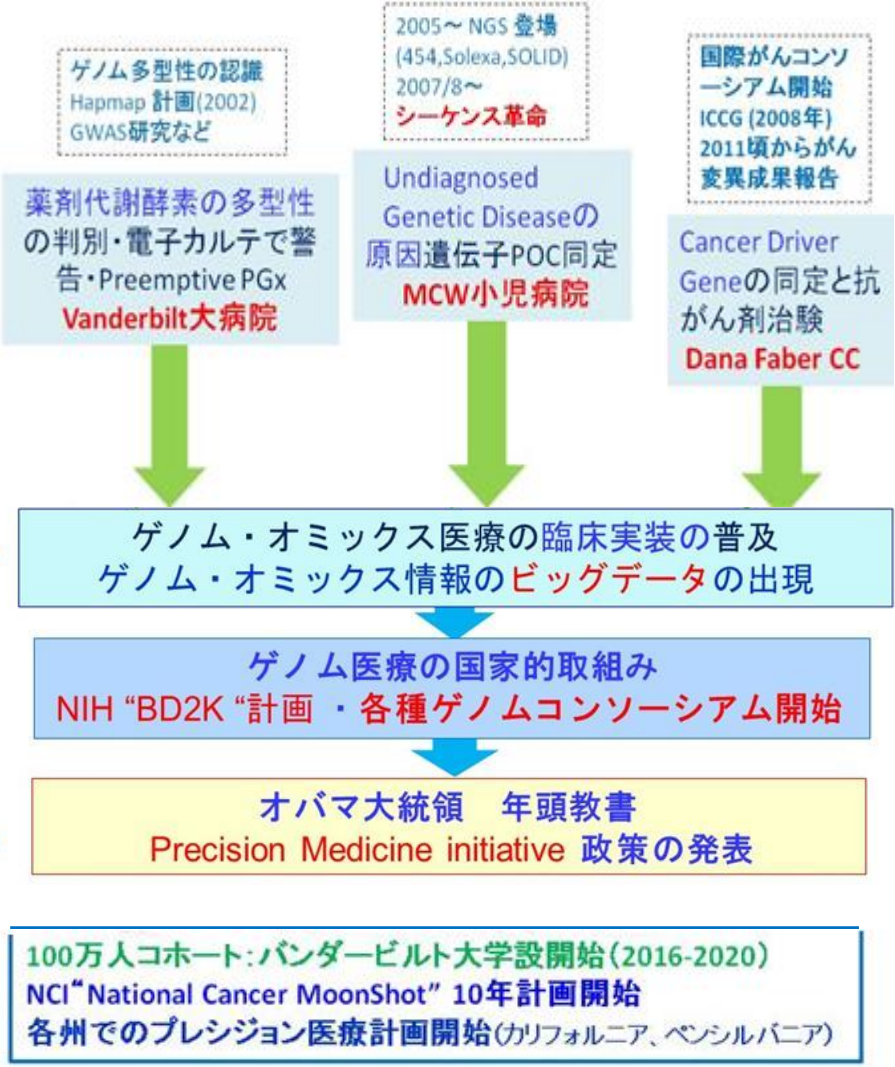 ゲノム多型性の認識
Hapmap 計画(2002)
GWAS研究など
薬剤代謝酵素の多型性
の判別・電子カルテで警
告・Preemptive PGx
Vanderbilt大病院
2005～ NGS 登場
(454,Solexa,SOLID)
2007/8～
シーケンス革命
Undiagnosed
Genetic Diseaseの
原因遺伝子POC同定
MCW小児病院
国際がんコンソ
ーシアム開始
ICCG (2008年)
2011頃からがん
変異成果報告
Cancer Driver
Geneの同定と抗
がん剤治験
Dana Faber CC
ゲノム・オミックス医療の臨床実装の普及
ゲノム・オミックス情報のビッグデータの出現
ゲノム医療の国家的取組み
NIH “BD2K “計画 ・各種ゲノムコンソーシアム開始
オバマ大統領　年頭教書
Precision Medicine initiative 政策の発表
100万人コホート：バンダービルト大学設開始(2016-2020)
NCI“National Cancer MoonShot” 10年計画開始
各州でのプレシジョン医療計画開始(カリフォルニア、ペンシルバニア)